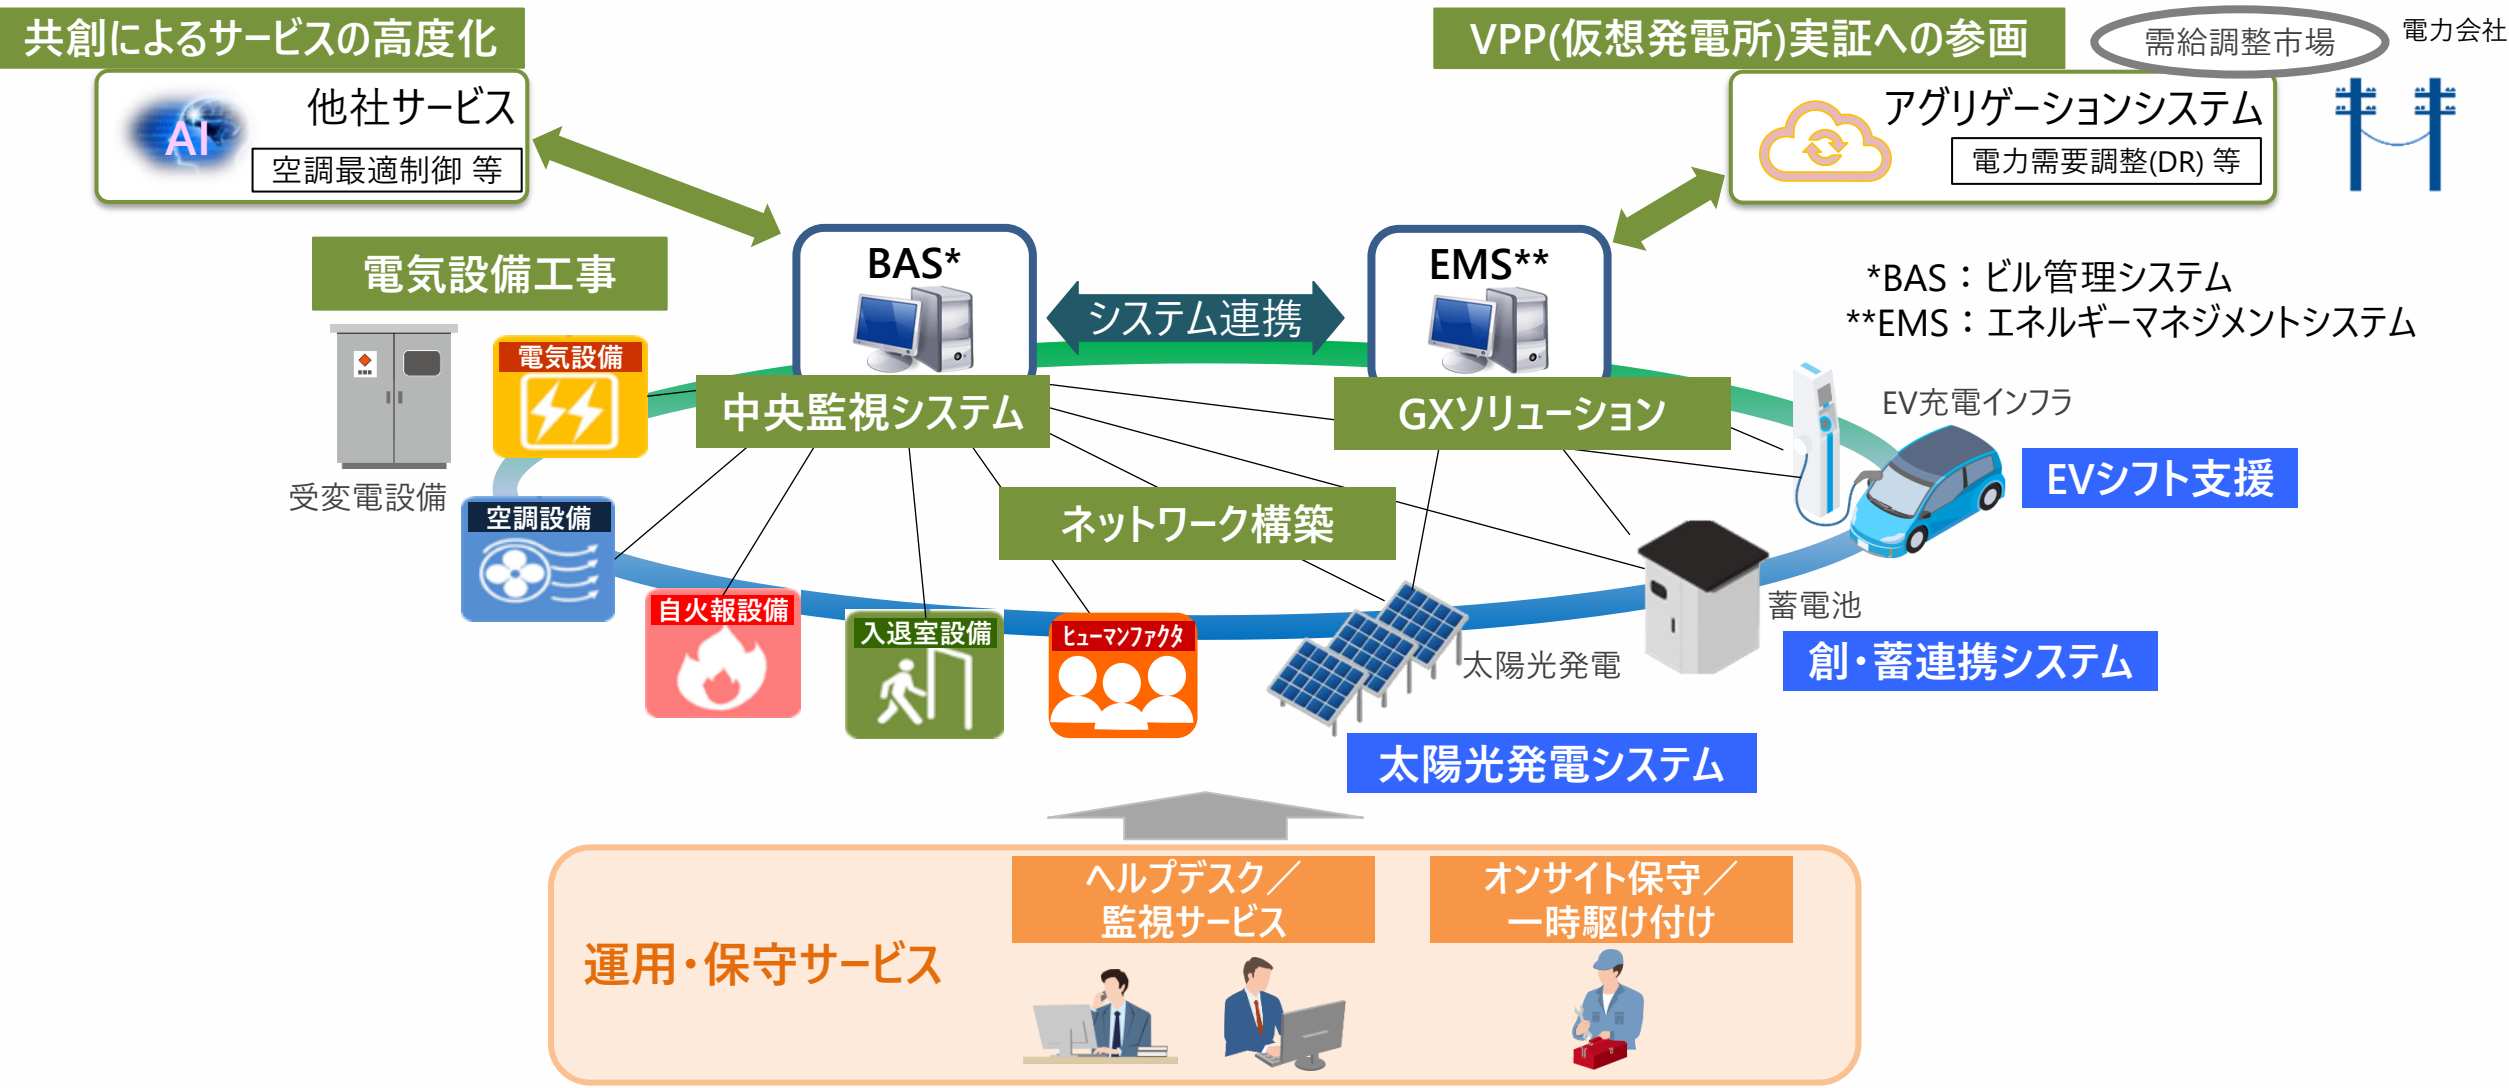 共創によるサービスの高度化
VPP(仮想発電所)実証への参画
需給調整市場
電力会社
AI
他社サービス
空調最適制御 等
アグリゲーションシステム
電力需要調整(DR) 等
電気設備工事
BAS*
システム連携
EMS**
*BAS：ビル管理システム
**EMS：エネルギーマネジメントシステム
電気設備
中央監視システム
GXソリューション
EV充電インフラ
EVシフト支援
受変電設備
空調設備
ネットワーク構築
自火報設備
入退室設備
ヒューマンファクタ
太陽光発電
蓄電池
創・蓄連携システム
太陽光発電システム
運用・保守サービス
ヘルプデスク／
監視サービス
オンサイト保守／
一時駆け付け